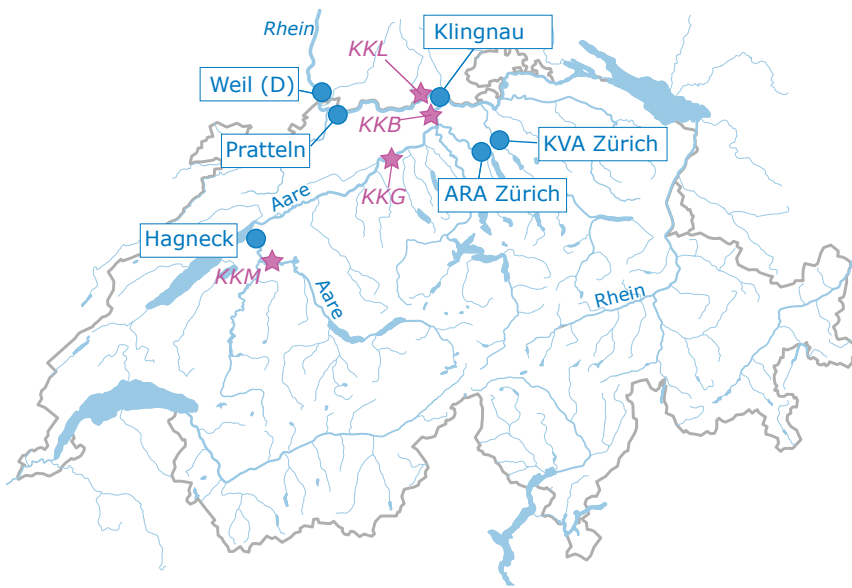 Rhein
KKL
Klingnau
Weil (D)
KKB
Pratteln
KVA Zürich
KKG
ARA Zürich
Aare
Hagneck
KKM
Aare
Rhein